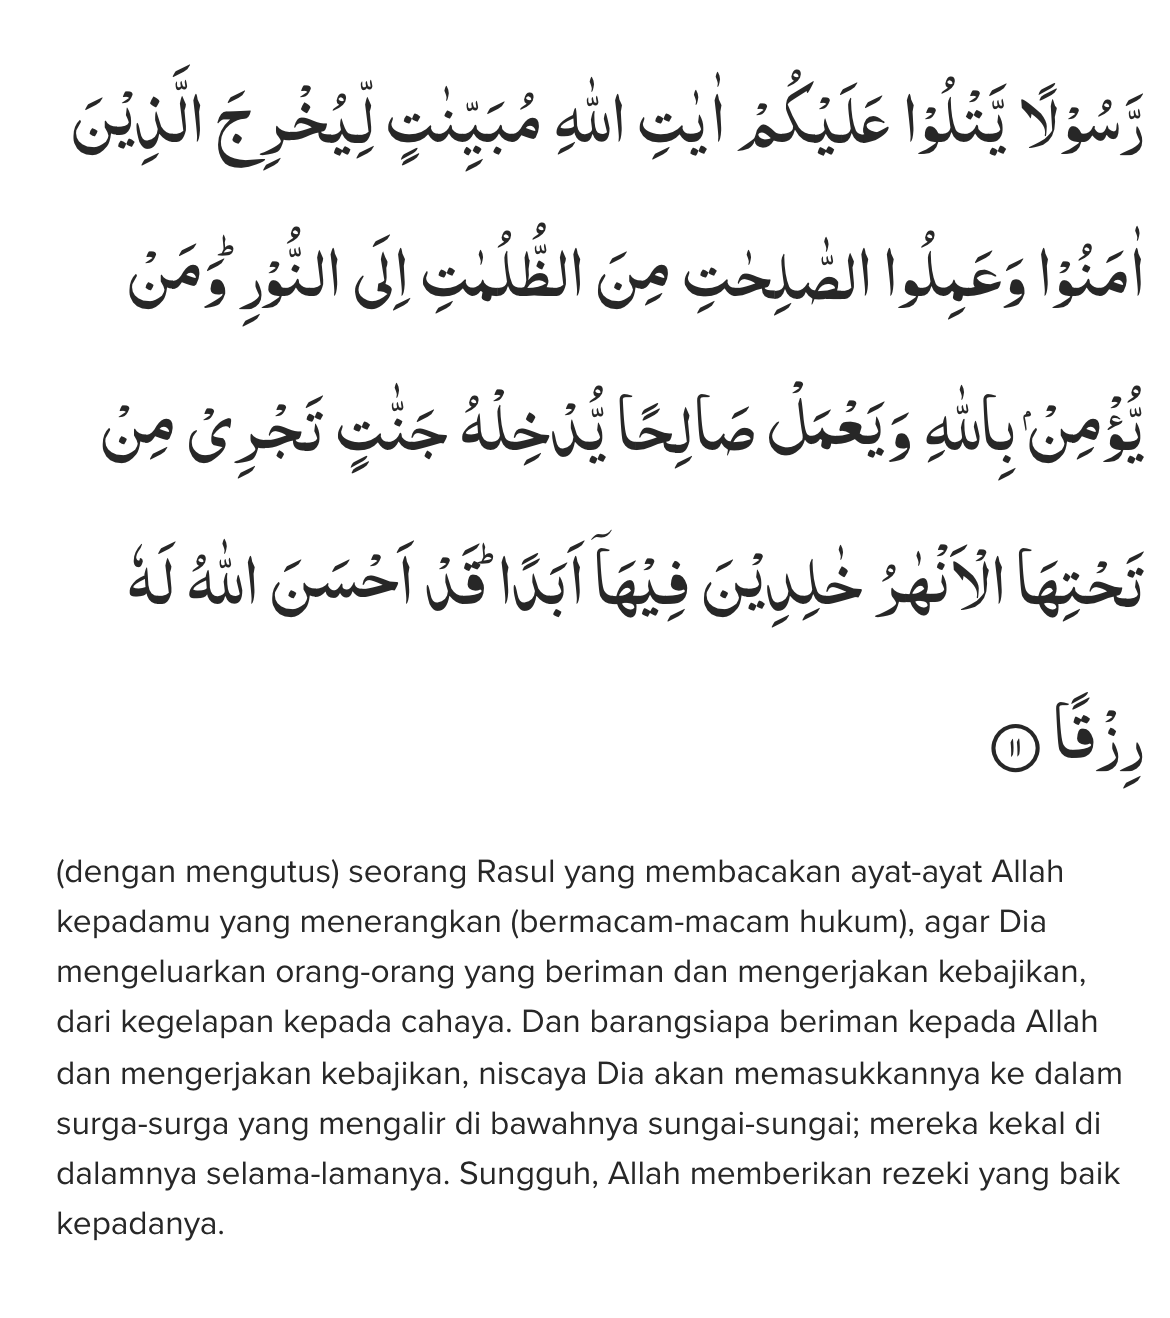 رَّسُوْلًا يَّتْلُوْا عَلَيْكُمْ اٰيٰتِ اللّٰهِ مُبَيِّنٰتٍ لِّيُخْرِجَ الَّذِيْنَ
اٰمَنُوْا وَعَمِلُوا الصّٰلِحٰتِ مِنَ الظُّلُمٰتِ اِلَى النُّوْرِۗ وَمَنْ
يُّؤْمِنْۢ بِاللّٰهِ وَيَعْمَلْ صَالِحًا يُّدْخِلْهُ جَنّٰتٍ تَجْرِيْ مِنْ
تَحْتِهَا الْاَنْهٰرُ خٰلِدِيْنَ فِيْهَآ اَبَدًاۗ قَدْ اَحْسَنَ اللّٰهُ لَهٗ
رِزْقًا ١١
(dengan mengutus) seorang Rasul yang membacakan ayat-ayat Allah
kepadamu yang menerangkan (bermacam-macam hukum), agar Dia
mengeluarkan orang-orang yang beriman dan mengerjakan kebajikan,
dari kegelapan kepada cahaya. Dan barangsiapa beriman kepada Allah
dan mengerjakan kebajikan, niscaya Dia akan memasukkannya ke dalam
surga-surga yang mengalir di bawahnya sungai-sungai; mereka kekal di
dalamnya selama-lamanya. Sungguh, Allah memberikan rezeki yang baik
kepadanya.